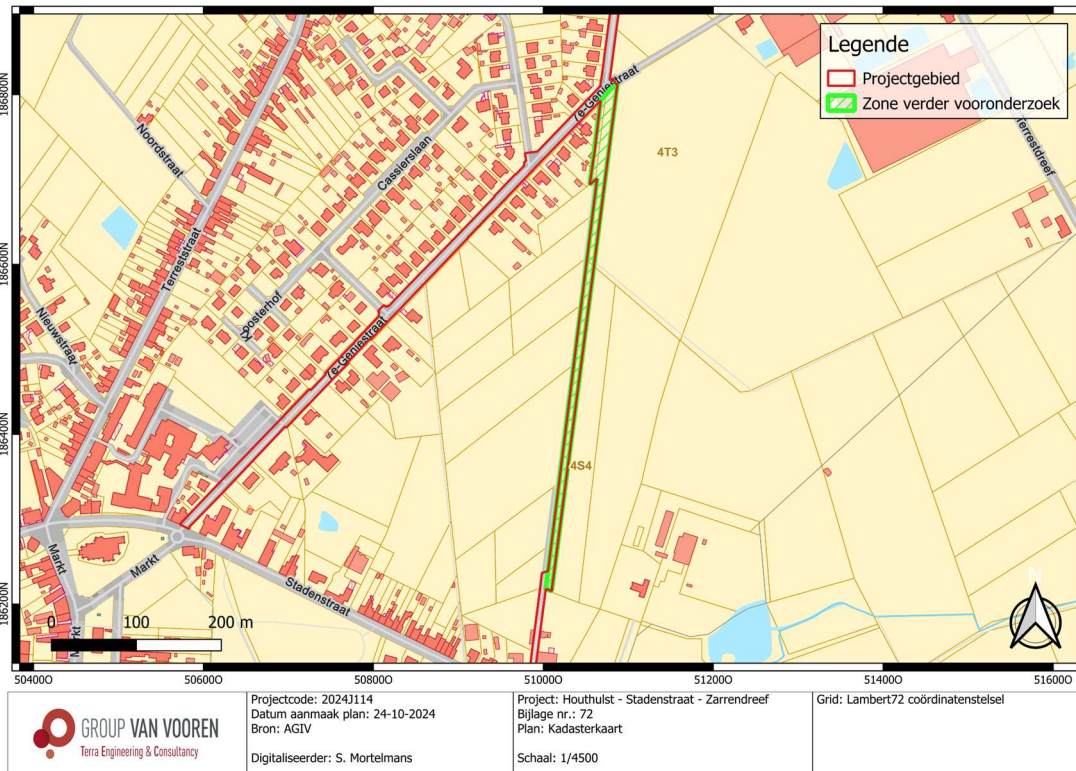 Legende
Projectgebied
Zone verder vooronderzoek
7e-Geniestraat
Terrestdreef
4T3
Noordstraat
Cassierslaan
Terreststraat
Kloosterhof
Nieuwstraat
7e-Geniestraat
4S4
Markt
Markt
Stadenstraat
Markt
N
0 100 200 m
186800N
186600N
186400N
186200N
504000 506000 508000 510000 512000 514000 516000
GROUP VAN VOOREN
Terra Engineering & Consultancy
Projectcode: 2024J114
Datum aanmaak plan: 24-10-2024
Bron: AGIV
Digitaliseerder: S. Mortelmans
Project: Houthulst - Stadenstraat - Zarrendreef
Bijlage nr.: 72
Plan: Kadasterkaart
Schaal: 1/4500
Grid: Lambert72 coördinatenstelsel